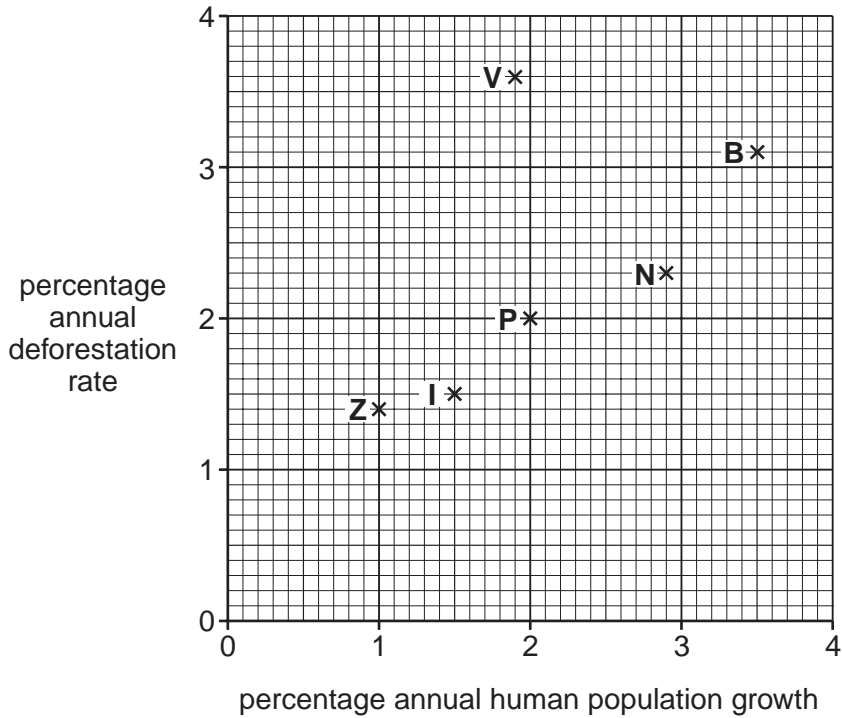 4
V
B
3
N
percentage
annual
deforestation
rate
2
P
I
Z
1
0
0 1 2 3 4
percentage annual human population growth